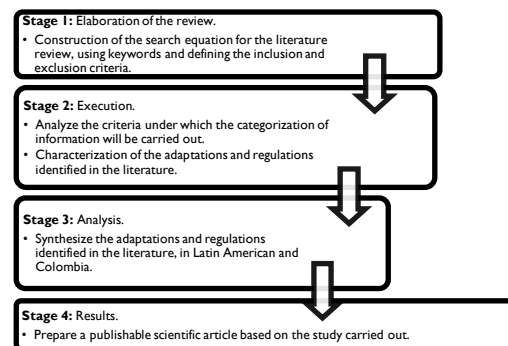 Stage 1: Elaboration of the review.
• Construction of the search equation for the literature
review, using keywords and defining the inclusion and
exclusion criteria.
Stage 2: Execution.
• Analyze the criteria under which the categorization of
information will be carried out.
• Characterization of the adaptations and regulations
identified in the literature.
Stage 3: Analysis.
• Synthesize the adaptations and regulations
identified in the literature, in Latin American and
Colombia.
Stage 4: Results.
• Prepare a publishable scientific article based on the study carried out.